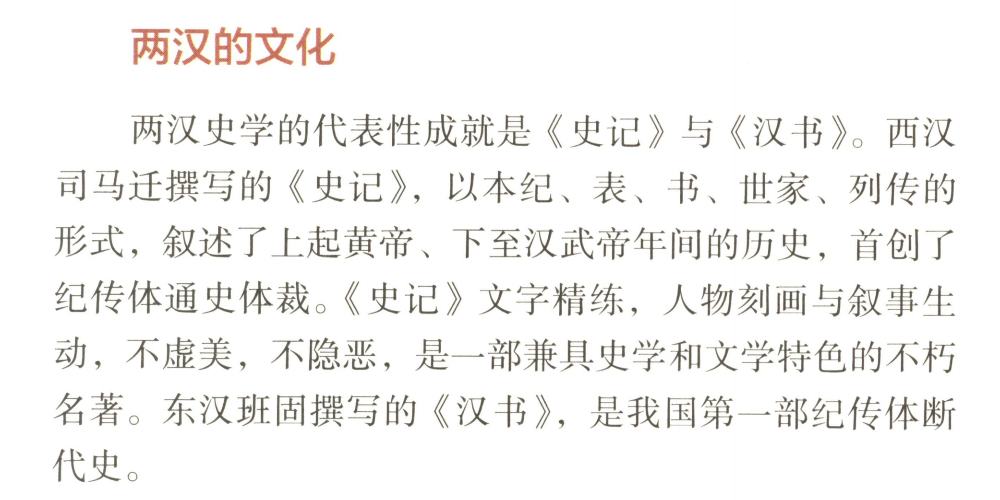 两汉的文化
两汉史学的代表性成就是《史记》与《汉书》。西汉
司马迁撰写的《史记》，以本纪、表、书、世家、列传的
形式，叙述了上起黄帝、下至汉武帝年间的历史，首创了
纪传体通史体裁。《史记》文字精练，人物刻画与叙事生
动，不虚美，不隐恶，是一部兼具史学和文学特色的不朽
名著。东汉班固撰写的《汉书》，是我国第一部纪传体断
代史。